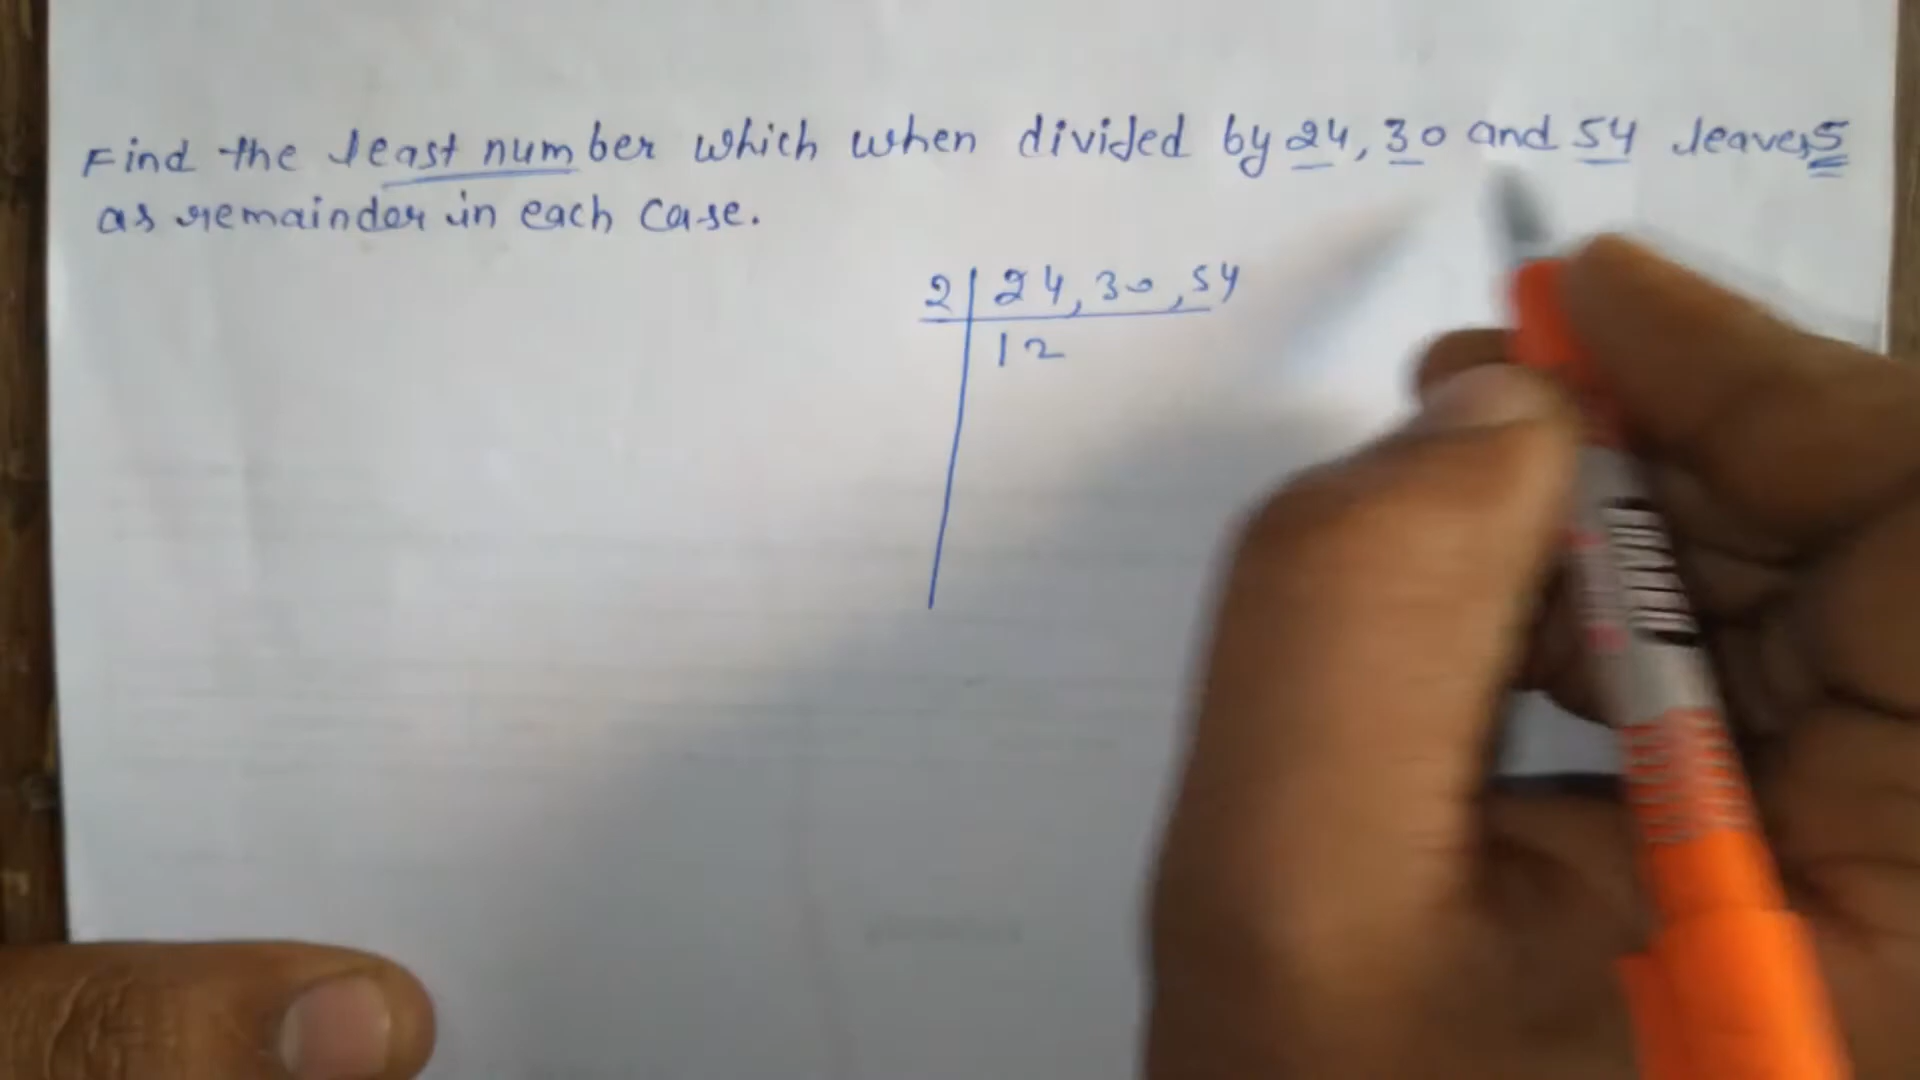 Find the least number which when divided by 24, 30 and 54 leaves 5
as remainder in each case.
2 | 24, 30, 54
12